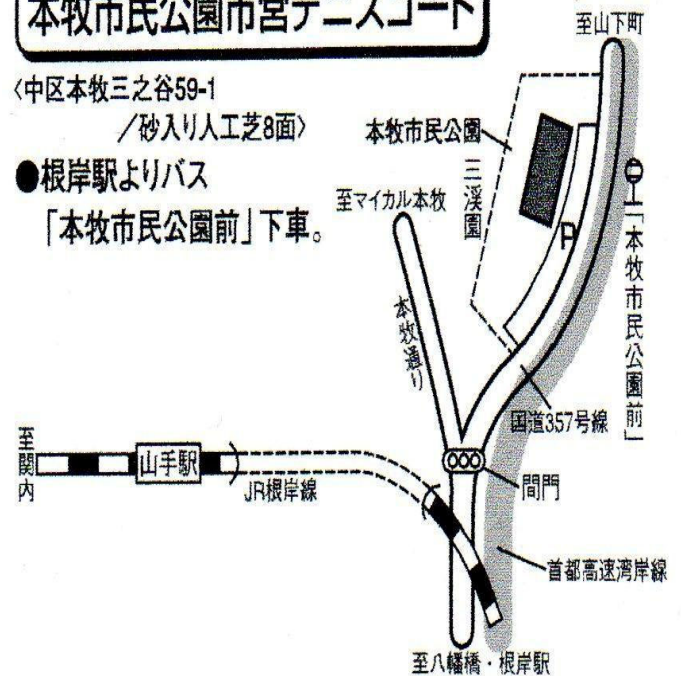 本牧市民公園市営テニスコート
〈中区本牧三之谷59-1
／砂入り人工芝8面〉
●根岸駅よりバス
「本牧市民公園前」下車。
至山下町
本牧市民公園
三溪園
至マイカル本牧
P
「本牧市民公園前」
本牧通り
国道357号線
至関内
山手駅
JR根岸線
間門
首都高速湾岸線
至八幡橋・根岸駅